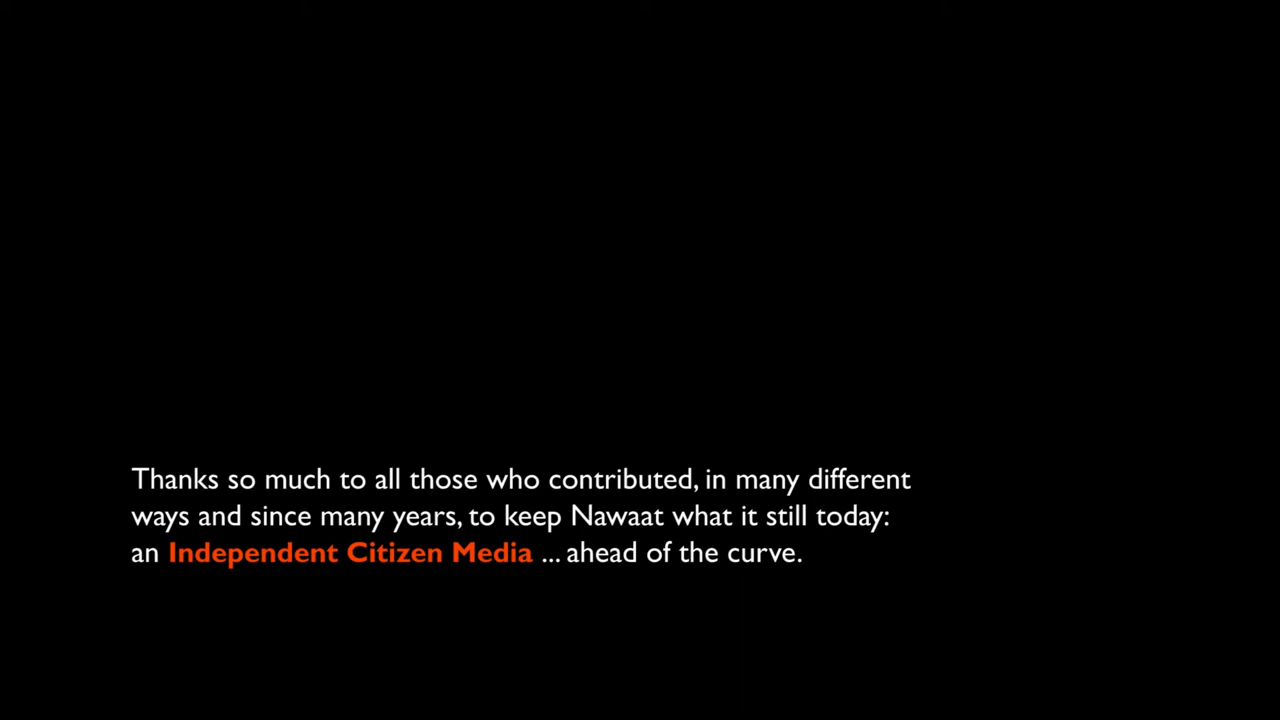 Thanks so much to all those who contributed, in many different
ways and since many years, to keep Nawaat what it still today:
an Independent Citizen Media ... ahead of the curve.